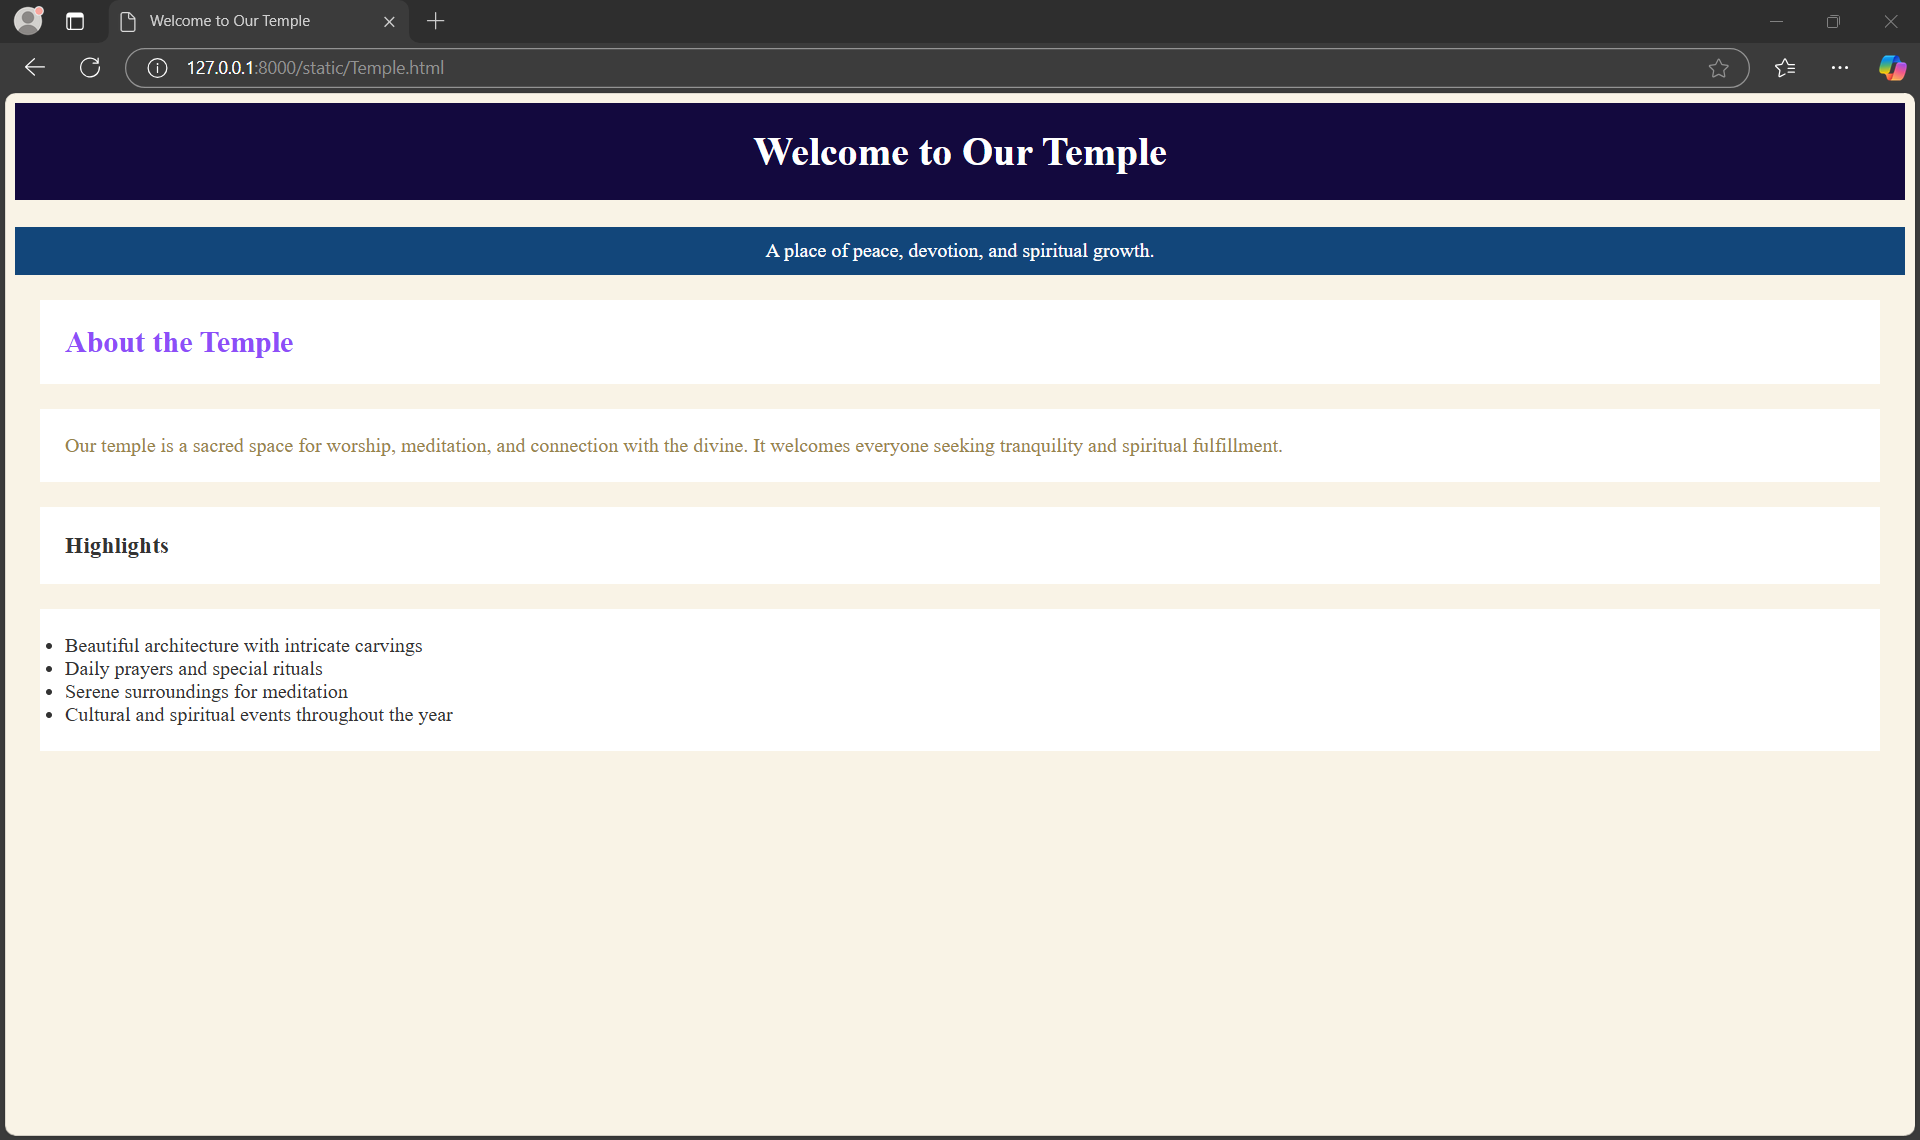 Welcome to Our Temple
127.0.0.1:8000/static/Temple.html
Welcome to Our Temple
A place of peace, devotion, and spiritual growth.
About the Temple
Our temple is a sacred space for worship, meditation, and connection with the divine. It welcomes everyone seeking tranquility and spiritual fulfillment.
Highlights
• Beautiful architecture with intricate carvings
• Daily prayers and special rituals
• Serene surroundings for meditation
• Cultural and spiritual events throughout the year